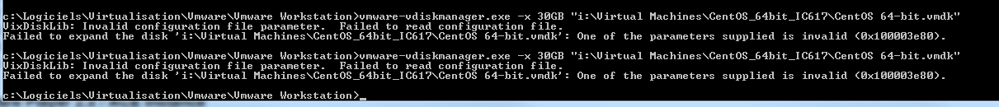 c:\Logiciels\Virtualisation\Vmware\Vmware Workstation>vmware-vdiskmanager.exe -x 30GB "i:\Virtual Machines\CentOS_64bit_IC617\CentOS 64-bit.vmdk"
VixDiskLib: Invalid configuration file parameter.  Failed to read configuration file.
Failed to expand the disk 'i:\Virtual Machines\CentOS_64bit_IC617\CentOS 64-bit.vmdk': One of the parameters supplied is invalid (0x100003e80).
c:\Logiciels\Virtualisation\Vmware\Vmware Workstation>vmware-vdiskmanager.exe -x 30GB "i:\Virtual Machines\CentOS_64bit_IC617\CentOS 64-bit.vmdk"
VixDiskLib: Invalid configuration file parameter.  Failed to read configuration file.
Failed to expand the disk 'i:\Virtual Machines\CentOS_64bit_IC617\CentOS 64-bit.vmdk': One of the parameters supplied is invalid (0x100003e80).
c:\Logiciels\Virtualisation\Vmware\Vmware Workstation>_